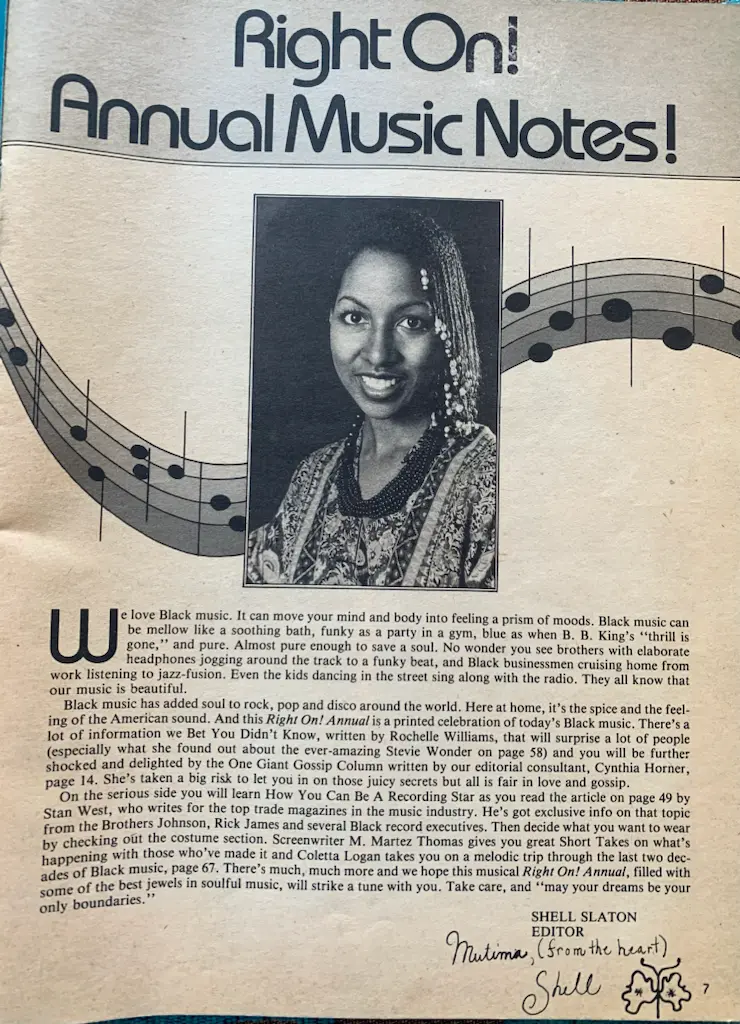 Right On!
Annual Music Notes!
We love Black music. It can move your mind and body into feeling a prism of moods. Black music can
be mellow like a soothing bath, funky as a party in a gym, blue as when B. B. King's “thrill is
gone,” and pure. Almost pure enough to save a soul. No wonder you see brothers with elaborate
headphones jogging around the track to a funky beat, and Black businessmen cruising home from
work listening to jazz-fusion. Even the kids dancing in the street sing along with the radio. They all know that
our music is beautiful.
Black music has added soul to rock, pop and disco around the world. Here at home, it's the spice and the feel-
ing of the American sound. And this Right On! Annual is a printed celebration of today's Black music. There's a
lot of information we Bet You Didn't Know, written by Rochelle Williams, that will surprise a lot of people
(especially what she found out about the ever-amazing Stevie Wonder on page 58) and you will be further
shocked and delighted by the One Giant Gossip Column written by our editorial consultant, Cynthia Horner,
page 14. She's taken a big risk to let you in on those juicy secrets but all is fair in love and gossip.
On the serious side you will learn How You Can Be A Recording Star as you read the article on page 49 by
Stan West, who writes for the top trade magazines in the music industry. He's got exclusive info on that topic
from the Brothers Johnson, Rick James and several Black record executives. Then decide what you want to wear
by checking out the costume section. Screenwriter M. Martez Thomas gives you great Short Takes on what's
happening with those who've made it and Coletta Logan takes you on a melodic trip through the last two dec-
ades of Black music, page 67. There's much, much more and we hope this musical Right On! Annual, filled with
some of the best jewels in soulful music, will strike a tune with you. Take care, and “may your dreams be your
only boundaries.”
SHELL SLATON
EDITOR
Mutima, (from the heart)
Shell
7